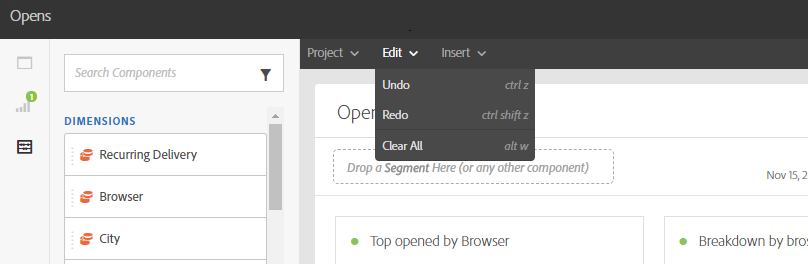 Opens
Project Edit Insert
Search Components
1
Undo ctrl z
Redo ctrl shift z
Clear All alt w
DIMENSIONS
Recurring Delivery
Browser
City
Open
Drop a Segment Here (or any other component)
Nov 15, 2
Top opened by Browser
Breakdown by bros